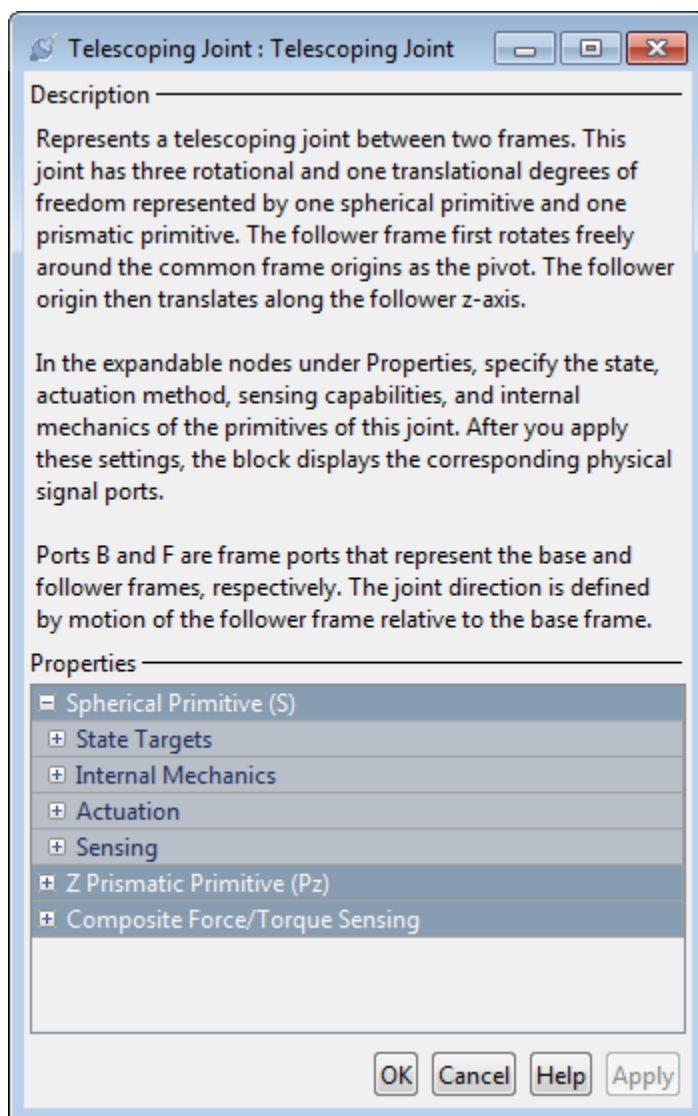 Telescoping Joint : Telescoping Joint
Description
Represents a telescoping joint between two frames. This
joint has three rotational and one translational degrees of
freedom represented by one spherical primitive and one
prismatic primitive. The follower frame first rotates freely
around the common frame origins as the pivot. The follower
origin then translates along the follower z-axis.
In the expandable nodes under Properties, specify the state,
actuation method, sensing capabilities, and internal
mechanics of the primitives of this joint. After you apply
these settings, the block displays the corresponding physical
signal ports.
Ports B and F are frame ports that represent the base and
follower frames, respectively. The joint direction is defined
by motion of the follower frame relative to the base frame.
Properties
Spherical Primitive (S)
State Targets
Internal Mechanics
Actuation
Sensing
Z Prismatic Primitive (Pz)
Composite Force/Torque Sensing
OK Cancel Help Apply